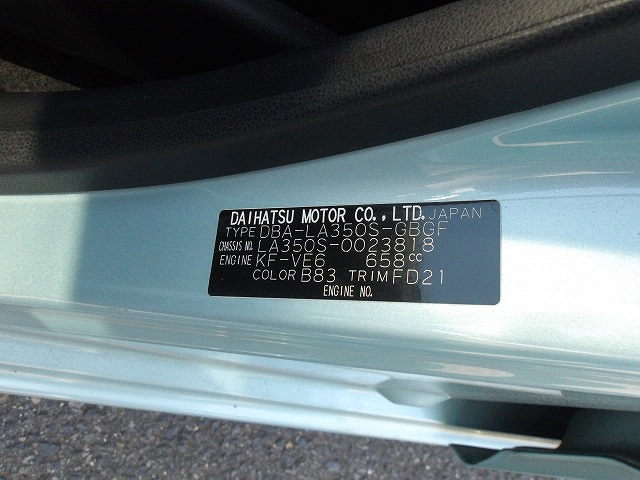 DAIHATSU MOTOR CO., LTD. JAPAN
TYPE DBA-LA350S-GBGF
CHASSIS NO. LA350S-0023818
ENGINE KF-VE6 658CC
COLOR B83 TRIM FD21
ENGINE NO.